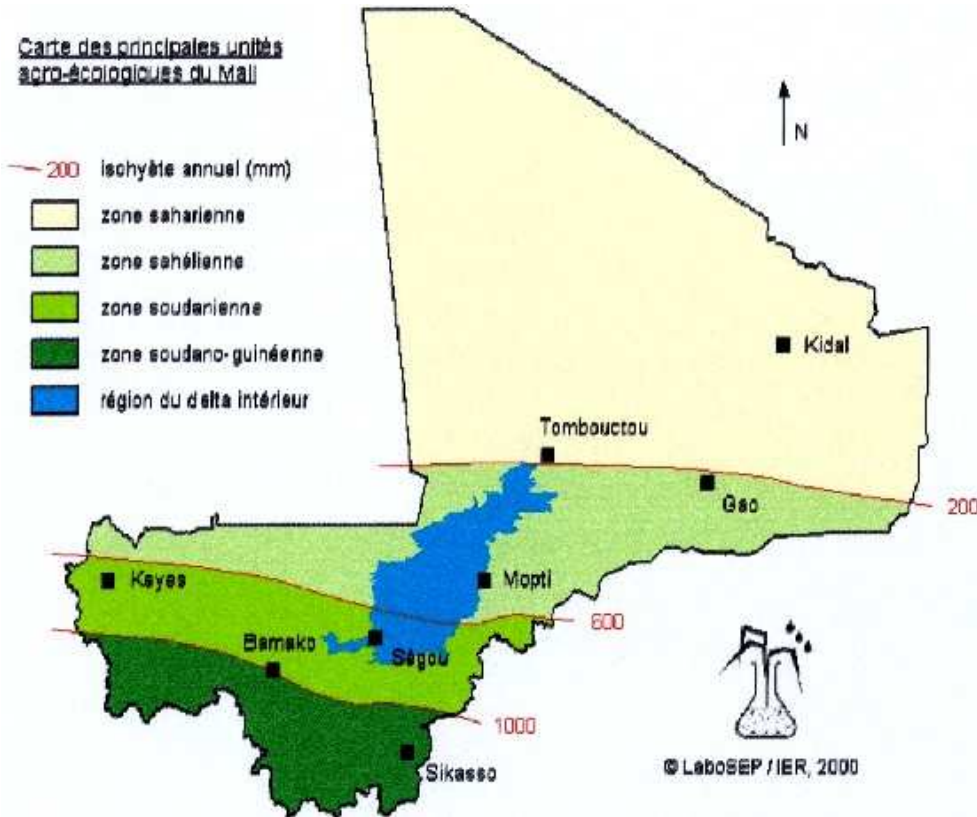 Carte des principales unités
agro-écologiques du Mali
N
200 isohyète annuel (mm)
zone saharienne
zone sahélienne
zone soudanienne
zone soudano-guinéenne
région du delta intérieur
Kidal
Tombouctou
Gao
200
Kayes
Mopti
600
Bamako
Ségou
1000
Sikasso
© LaboSEP / IER, 2000